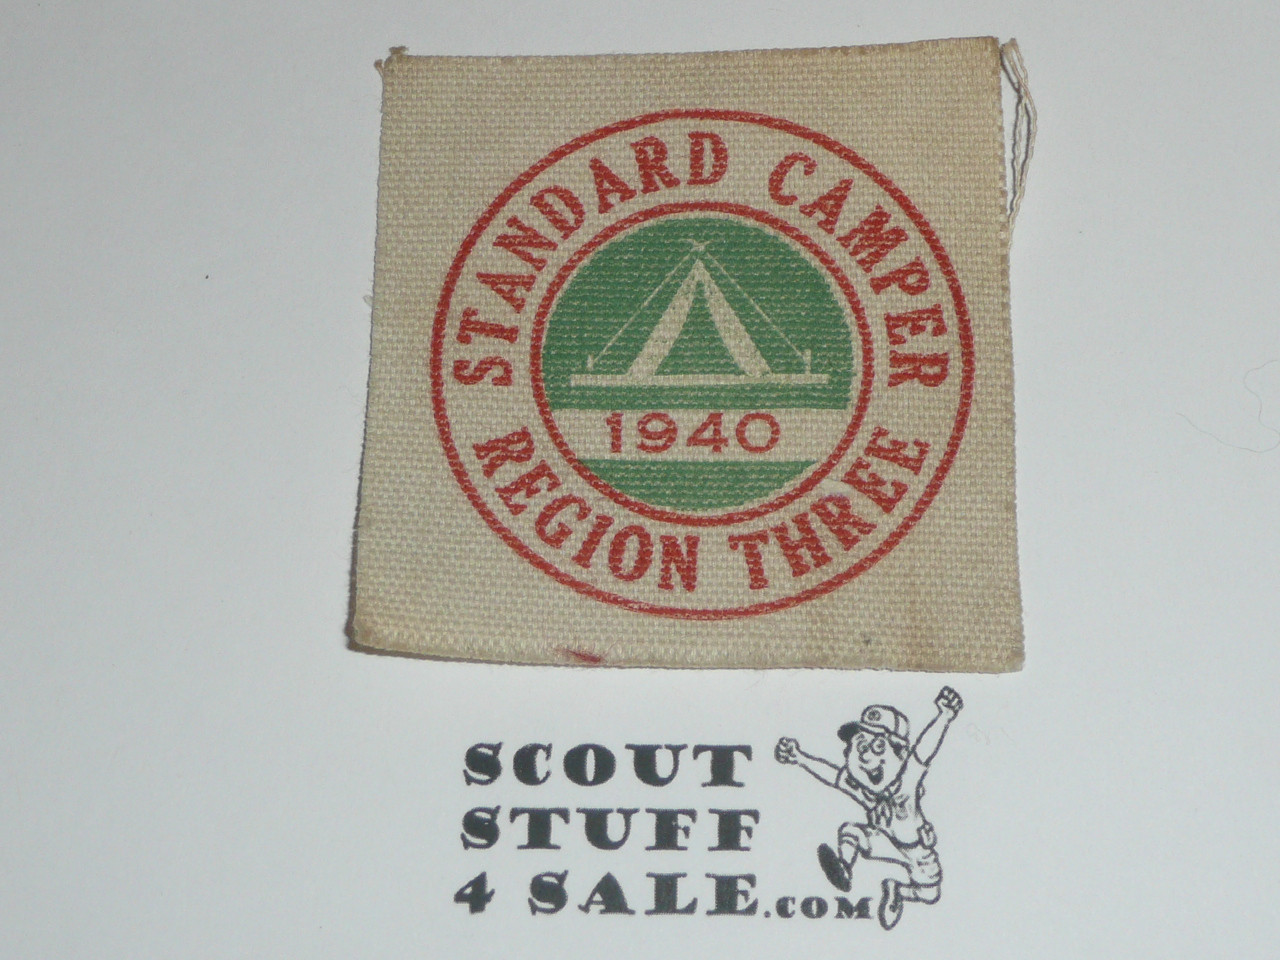 STANDARD CAMPER
1940
REGION THREE
SCOUT
STUFF
4 SALE.COM